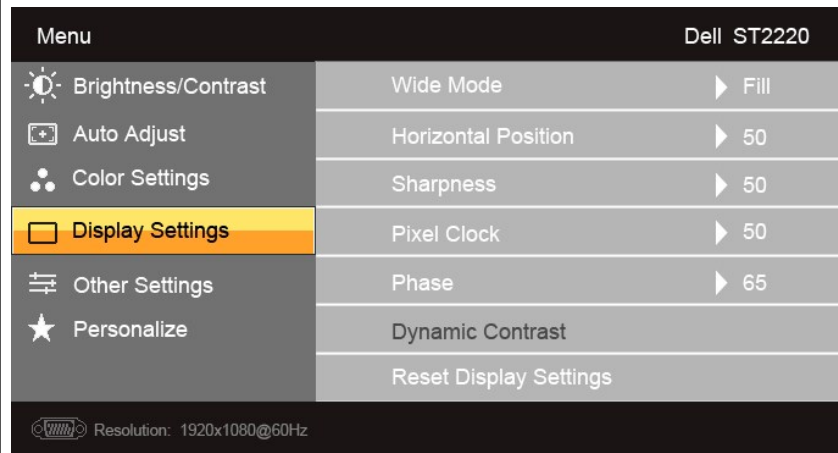 Menu
Dell ST2220
Brightness/Contrast
Auto Adjust
Color Settings
Display Settings
Other Settings
Personalize
Wide Mode Fill
Horizontal Position 50
Sharpness 50
Pixel Clock 50
Phase 65
Dynamic Contrast
Reset Display Settings
Resolution: 1920x1080@60Hz